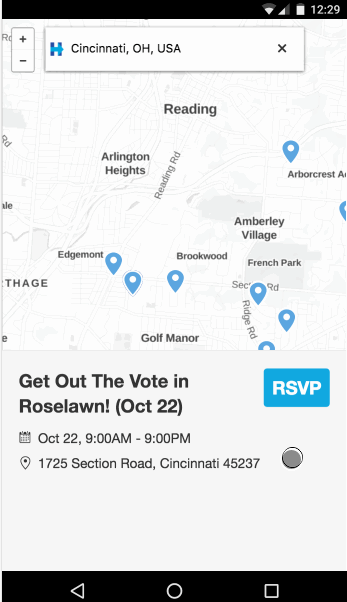 12:29
Rd
+
Cincinnati, OH, USA
−
Reading
Arlington
Heights
Reading Rd
Arborcrest Ac
ale
Amberley
Village
Edgemont
Brookwood
French Park
THAGE
Ridge Rd
Golf Manor
e
Get Out The Vote in
Roselawn! (Oct 22)
RSVP
Oct 22, 9:00AM - 9:00PM
1725 Section Road, Cincinnati 45237